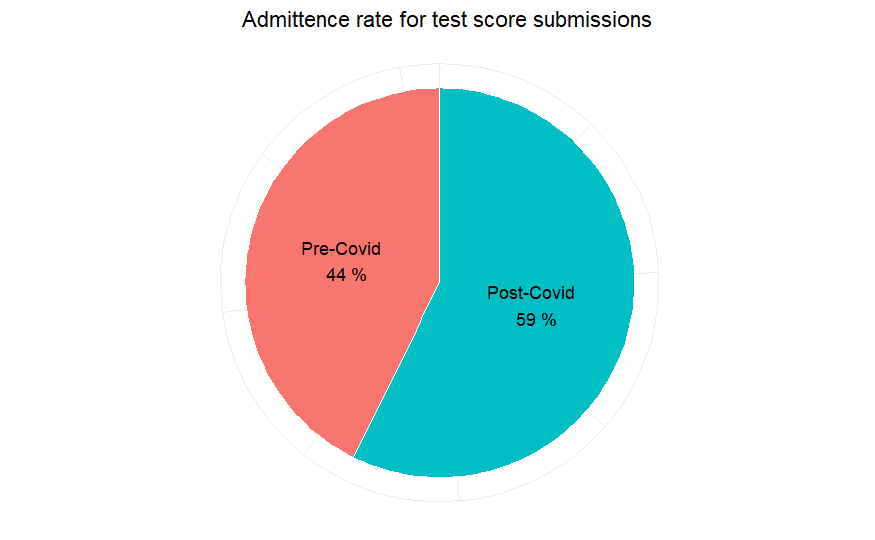 Admittence rate for test score submissions
Pre-Covid
44 %
Post-Covid
59 %